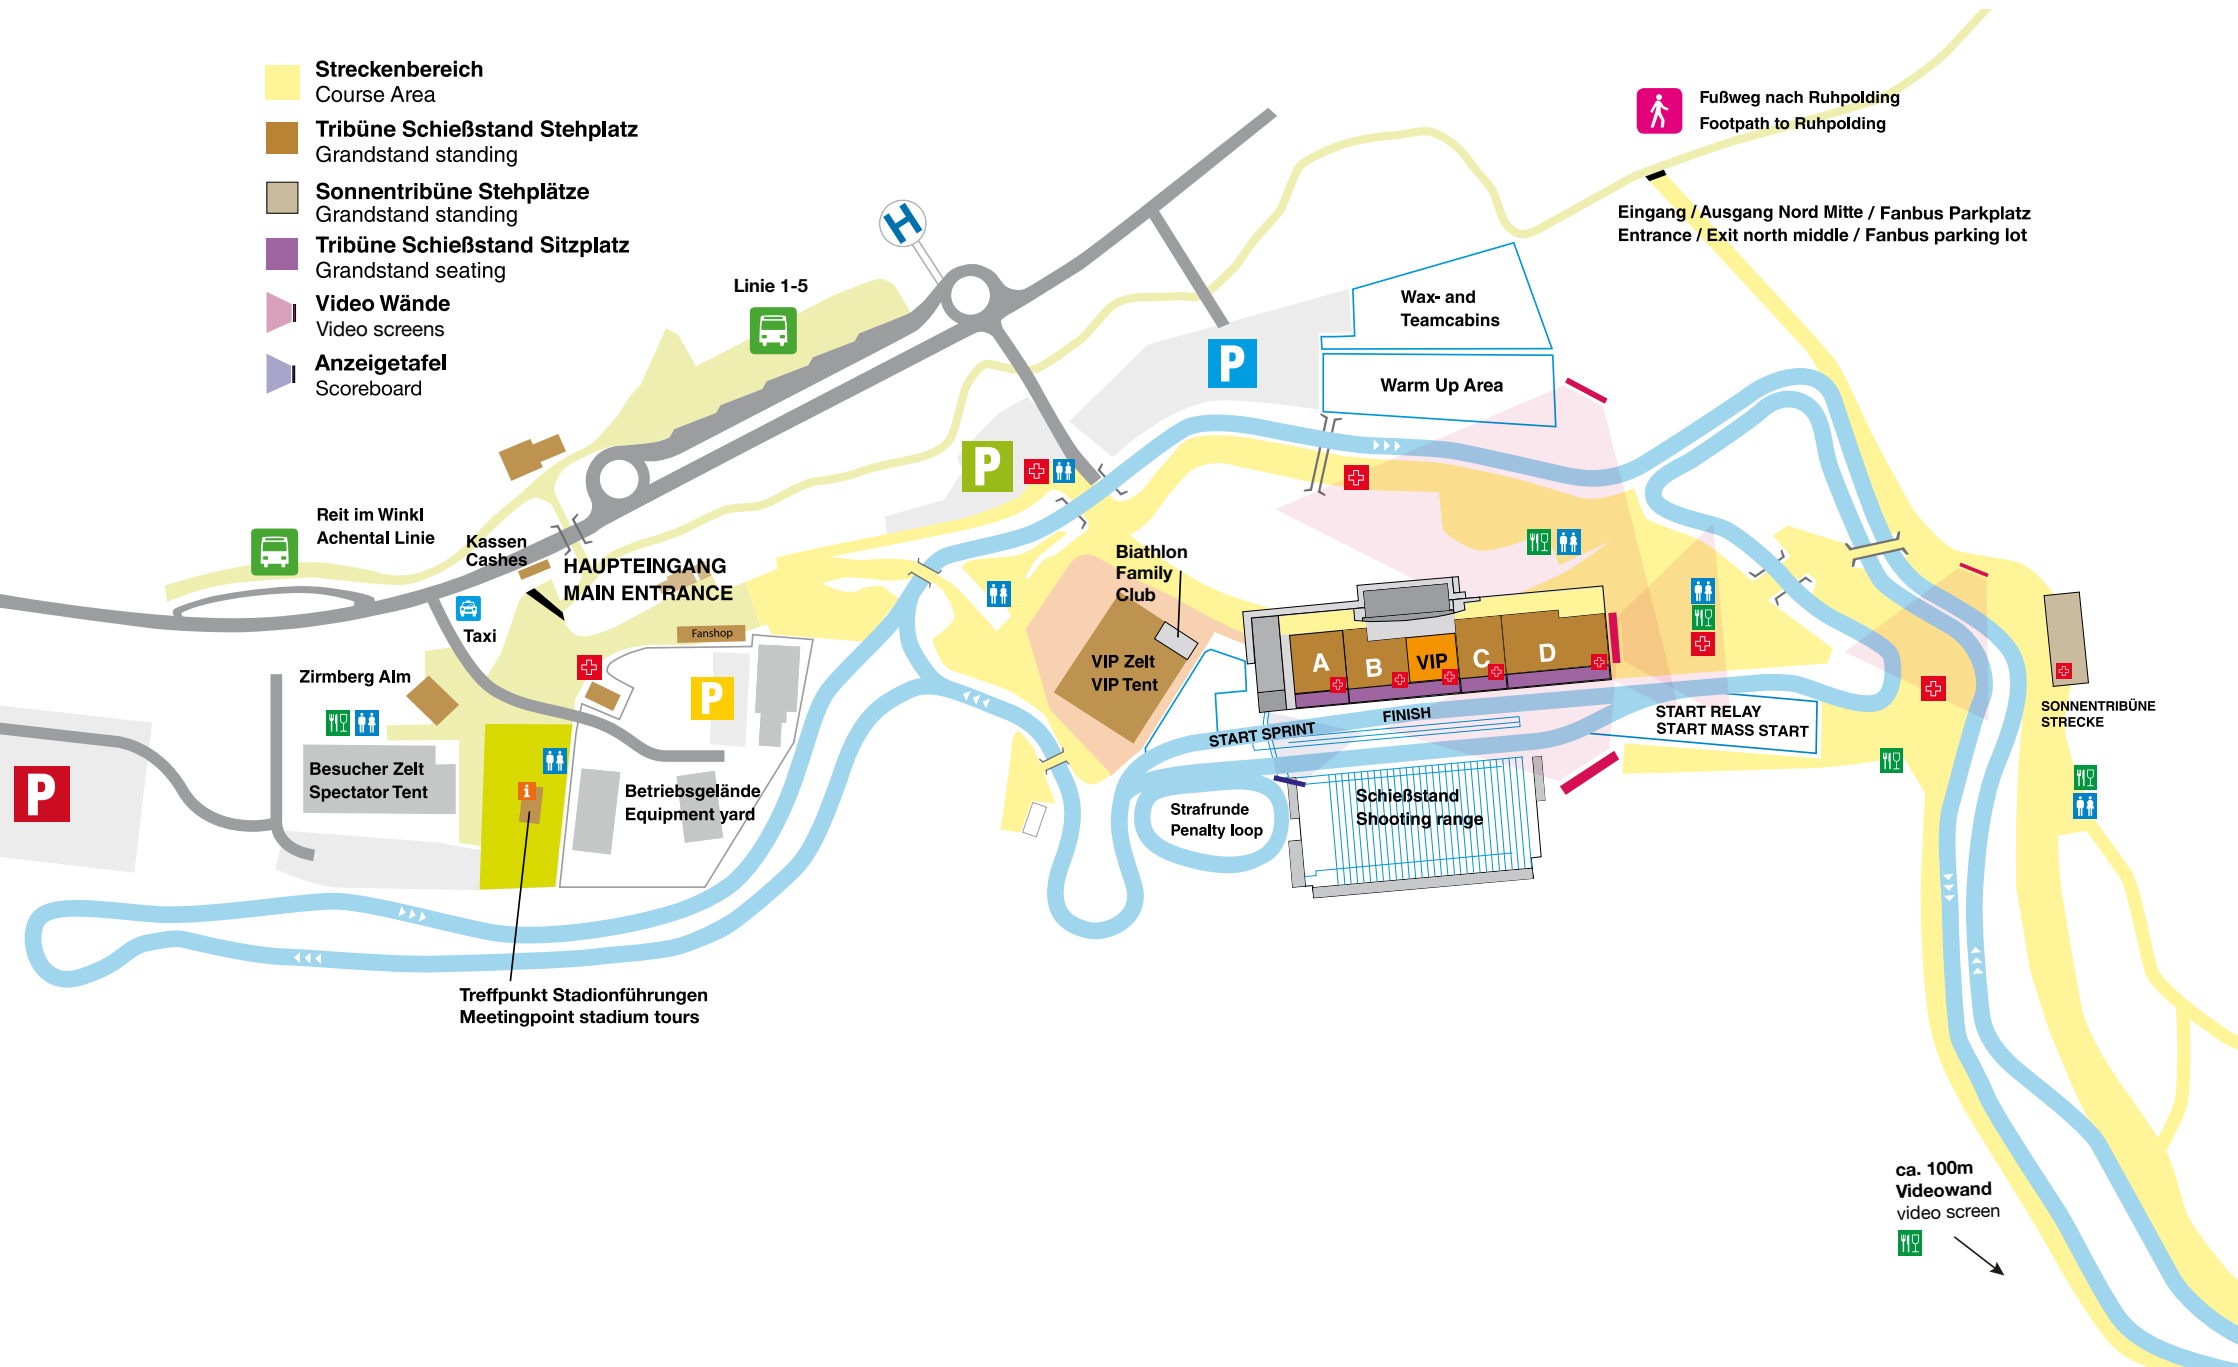 Streckenbereich
Course Area
Tribüne Schießstand Stehplatz
Grandstand standing
Sonnentribüne Stehplätze
Grandstand standing
Tribüne Schießstand Sitzplatz
Grandstand seating
Video Wände
Video screens
Anzeigetafel
Scoreboard
Fußweg nach Ruhpolding
Footpath to Ruhpolding
Eingang / Ausgang Nord Mitte / Fanbus Parkplatz
Entrance / Exit north middle / Fanbus parking lot
H
Linie 1-5
Wax- and
Teamcabins
P
Warm Up Area
P
Reit im Winkl
Achental Linie
Kassen
Cashes
HAUPTEINGANG
MAIN ENTRANCE
Taxi
Fanshop
Biathlon
Family
Club
VIP Zelt
VIP Tent
A
B
VIP
C
D
Zirmberg Alm
P
START SPRINT
FINISH
START RELAY
START MASS START
SONNENTRIBÜNE
STRECKE
P
Besucher Zelt
Spectator Tent
i
Betriebsgelände
Equipment yard
Strafrunde
Penalty loop
Schießstand
Shooting range
Treffpunkt Stadionführungen
Meetingpoint stadium tours
ca. 100m
Videowand
video screen